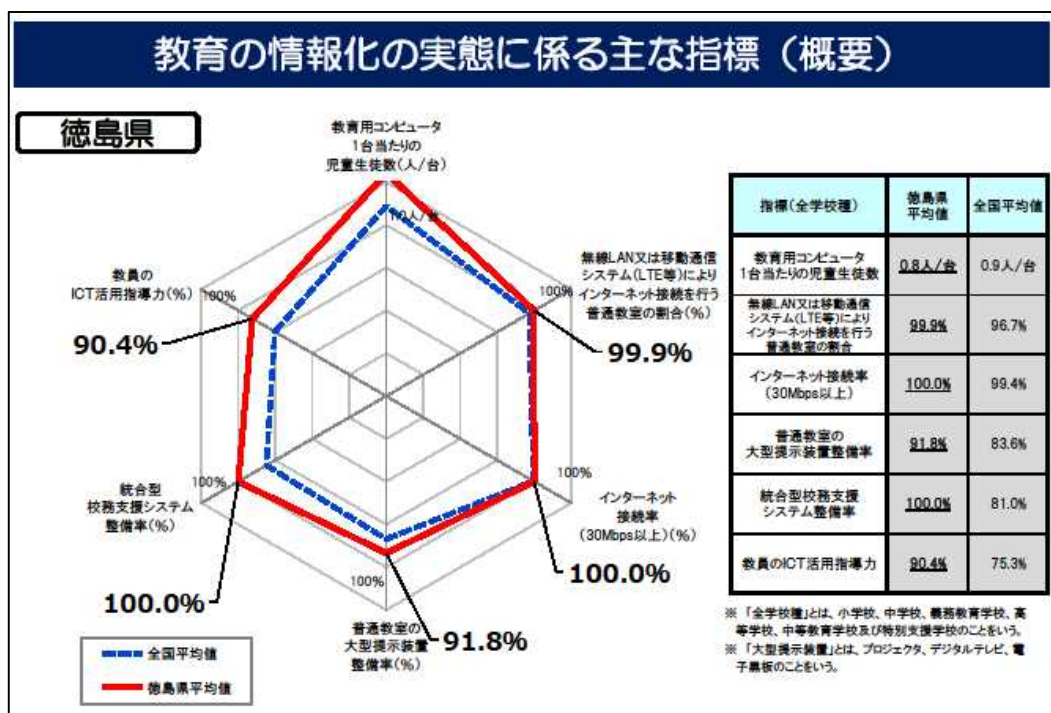 教育の情報化の実態に係る主な指標（概要）
徳島県
教育用コンピュータ
1台当たりの
児童生徒数(人/台)
1.0人/台
無線LAN又は移動通信
システム(LTE等)により
インターネット接続を行う
普通教室の割合(%)
100%
99.9%
インターネット
接続率
(30Mbps以上)(%)
100%
100.0%
普通教室の
大型提示装置
整備率(%)
100%
91.8%
統合型
校務支援システム
整備率(%)
100%
100.0%
教員の
ICT活用指導力(%)
100%
90.4%
全国平均値
徳島県平均値
指標(全学校種)
徳島県
平均値
全国平均値
教育用コンピュータ
1台当たりの児童生徒数
0.8人/台
0.9人/台
無線LAN又は移動通信
システム(LTE等)により
インターネット接続を行う
普通教室の割合
99.9%
96.7%
インターネット接続率
(30Mbps以上)
100.0%
99.4%
普通教室の
大型提示装置整備率
91.8%
83.6%
統合型校務支援
システム整備率
100.0%
81.0%
教員のICT活用指導力
90.4%
75.3%
※ 「全学校種」とは、小学校、中学校、義務教育学校、高
等学校、中等教育学校及び特別支援学校のことをいう。
※ 「大型提示装置」とは、プロジェクタ、デジタルテレビ、電
子黒板のことをいう。